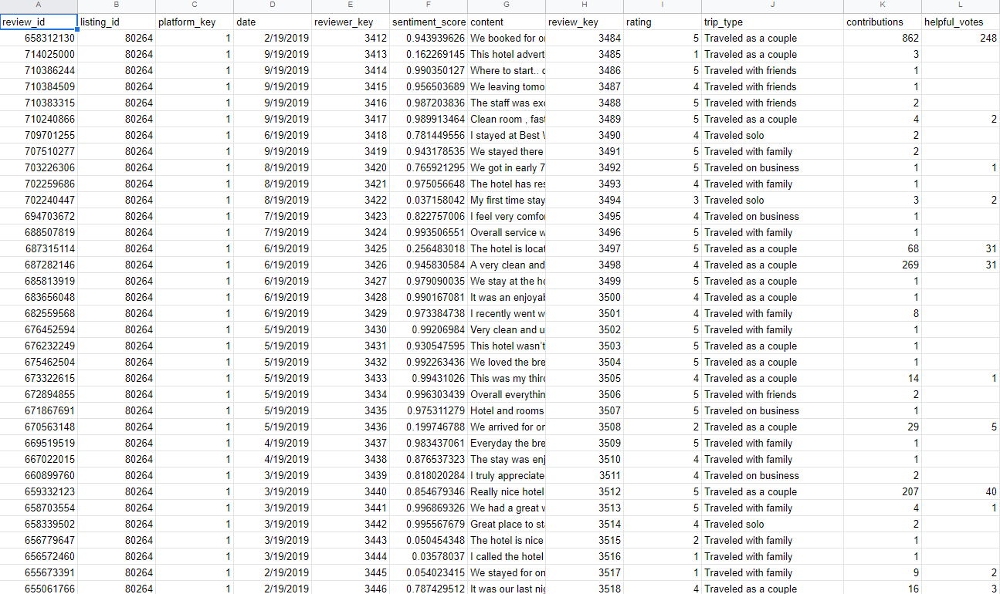 A B C D E F G H I J K L
review_id listing_id platform_key date reviewer_key sentiment_score content review_key rating trip_type contributions helpful_votes
658312130 80264 1 2/19/2019 3412 0.943939626 We booked for 3484 5 Traveled as a couple 862 248
714025000 80264 1 9/19/2019 3413 0.162269145 This hotel advert 3485 1 Traveled as a couple 3
710386244 80264 1 9/19/2019 3414 0.990350127 Where to start.. 3486 5 Traveled with friends 1
710384509 80264 1 9/19/2019 3415 0.956503689 We leaving tomo 3487 4 Traveled with friends 1
710383315 80264 1 9/19/2019 3416 0.987203836 The staff was exc 3488 5 Traveled with friends 2
710240866 80264 1 9/19/2019 3417 0.989913464 Clean room , fast 3489 5 Traveled as a couple 4 2
709701255 80264 1 6/19/2019 3418 0.781449556 I stayed at Best 3490 4 Traveled solo 2
707510277 80264 1 9/19/2019 3419 0.943178535 We stayed there 3491 5 Traveled with family 2
703226306 80264 1 8/19/2019 3420 0.765921295 We got in early 7 3492 5 Traveled on business 1 1
702259686 80264 1 8/19/2019 3421 0.975056648 The hotel has res 3493 4 Traveled with family 1
702240447 80264 1 8/19/2019 3422 0.037158042 My first time stay 3494 3 Traveled solo 3 2
694703672 80264 1 7/19/2019 3423 0.822757006 I feel very comfo 3495 4 Traveled on business 1
688507819 80264 1 7/19/2019 3424 0.993506551 Overall service w 3496 5 Traveled with family 1
687315114 80264 1 6/19/2019 3425 0.256483018 The hotel is locat 3497 5 Traveled as a couple 68 31
687282146 80264 1 6/19/2019 3426 0.945830584 A very clean and 3498 4 Traveled as a couple 269 31
685813919 80264 1 6/19/2019 3427 0.979090035 We stay at the ho 3499 5 Traveled as a couple 1
683656048 80264 1 6/19/2019 3428 0.990167081 It was an enjoyab 3500 4 Traveled as a couple 1
682559568 80264 1 6/19/2019 3429 0.973384738 I recently went w 3501 4 Traveled with family 8
676452594 80264 1 5/19/2019 3430 0.99206984 Very clean and u 3502 5 Traveled with family 1
676232249 80264 1 5/19/2019 3431 0.930547595 This hotel wasn't 3503 5 Traveled as a couple 1
675462504 80264 1 5/19/2019 3432 0.992263436 We loved the bre 3504 5 Traveled as a couple 1
673322615 80264 1 5/19/2019 3433 0.99431026 This was my thir 3505 4 Traveled as a couple 14 1
672894855 80264 1 5/19/2019 3434 0.996303439 Overall everythin 3506 5 Traveled with friends 2
671867691 80264 1 5/19/2019 3435 0.975311279 Hotel and rooms 3507 5 Traveled on business 1
670563148 80264 1 5/19/2019 3436 0.199746788 We arrived for 3508 2 Traveled as a couple 29 5
669519519 80264 1 4/19/2019 3437 0.983437061 Everyday the bre 3509 5 Traveled with family 1
667022015 80264 1 4/19/2019 3438 0.876537323 The stay was enj 3510 4 Traveled with family 1
660899760 80264 1 3/19/2019 3439 0.818020284 I truly appreciate 3511 4 Traveled on business 2
659332123 80264 1 3/19/2019 3440 0.854679346 Really nice hotel 3512 5 Traveled as a couple 207 40
658703554 80264 1 3/19/2019 3441 0.996869326 We had a great 3513 5 Traveled with family 4 1
658339502 80264 1 3/19/2019 3442 0.995567679 Great place to st 3514 4 Traveled solo 2
656779647 80264 1 3/19/2019 3443 0.050454348 The hotel is nice 3515 2 Traveled with family 1
656572460 80264 1 3/19/2019 3444 0.03578037 I called the hotel 3516 1 Traveled with family 1
655673391 80264 1 2/19/2019 3445 0.054023415 We stayed for on 3517 1 Traveled with family 9 2
655061766 80264 1 2/19/2019 3446 0.787429512 It was our last nig 3518 4 Traveled as a couple 16 3